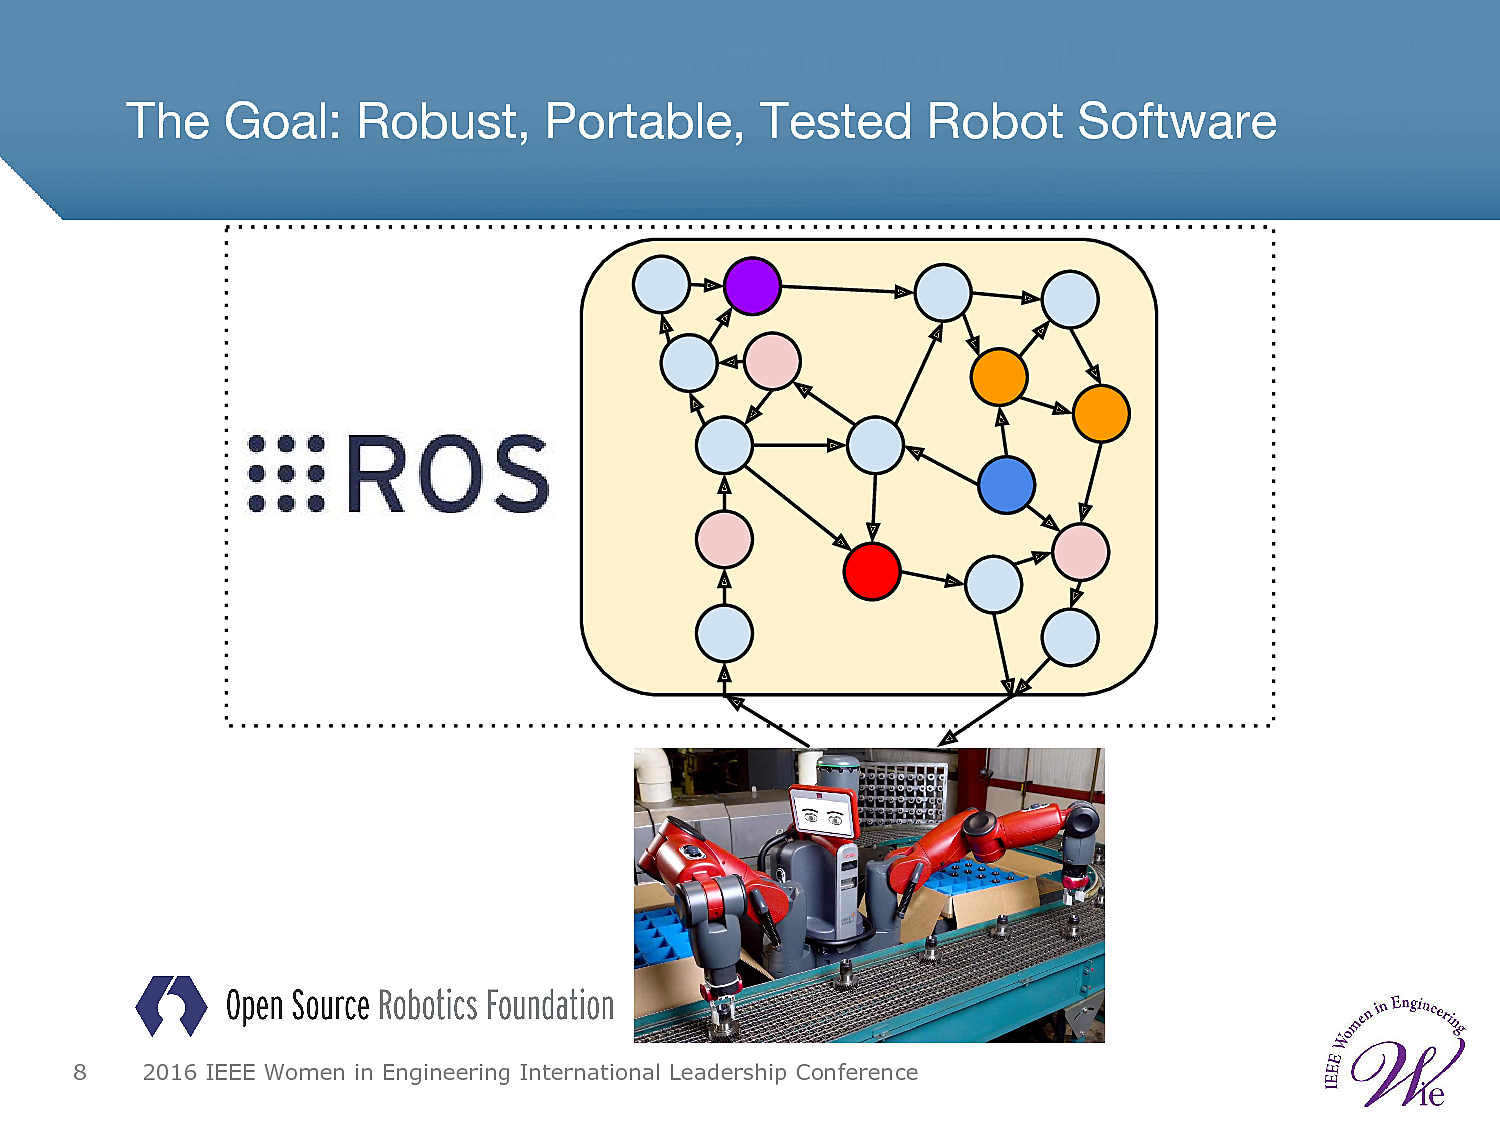 The Goal: Robust, Portable, Tested Robot Software
ROS
Open Source Robotics Foundation
8 2016 IEEE Women in Engineering International Leadership Conference
IEEE Women in Engineering
Wie